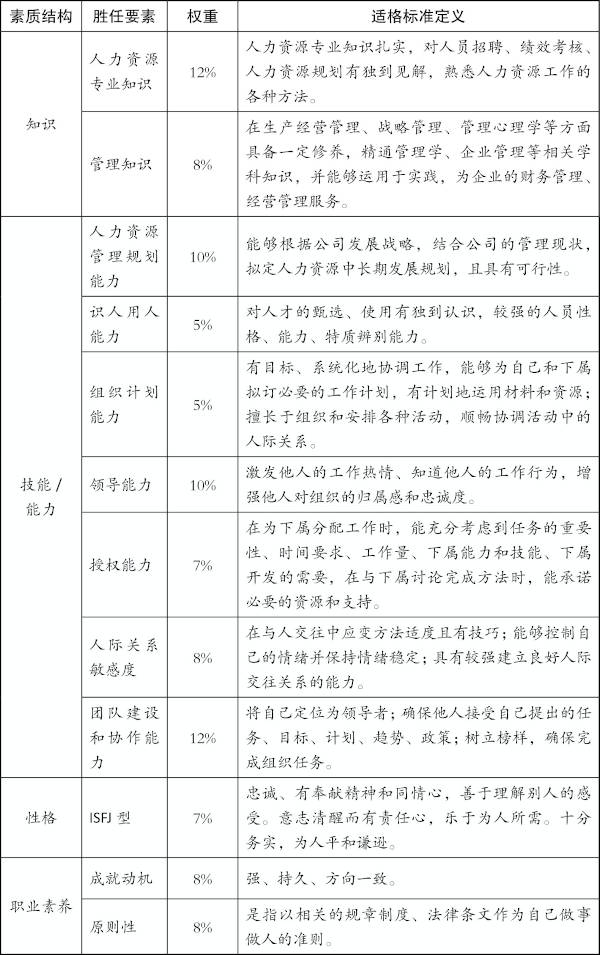 素质结构 胜任要素 权重 适格标准定义
知识
人力资源
专业知识
12%
人力资源专业知识扎实，对人员招聘、绩效考核、
人力资源规划有独到见解，熟悉人力资源工作的
各种方法。
管理知识
8%
在生产经营管理、战略管理、管理心理学等方面
具备一定修养，精通管理学、企业管理等相关学
科知识，并能够运用于实践，为企业的财务管理、
经营管理服务。
技能/
能力
人力资源
管理规划
能力
10%
能够根据公司发展战略，结合公司的管理现状，
拟定人力资源中长期发展规划，且具有可行性。
识人用人
能力
5%
对人才的甄选、使用有独到认识，较强的人员性
格、能力、特质辨别能力。
组织计划
能力
5%
有目标、系统化地协调工作，能够为自己和下属
拟订必要的工作计划，有计划地运用材料和资源；
擅长于组织和安排各种活动，顺畅协调活动中的
人际关系。
领导能力
10%
激发他人的工作热情、知道他人的工作行为，增
强他人对组织的归属感和忠诚度。
授权能力
7%
在为下属分配工作时，能充分考虑到任务的重要
性、时间要求、工作量、下属能力和技能、下属
开发的需要，在与下属讨论完成方法时，能承诺
必要的资源和支持。
人际关系
敏感度
8%
在与人交往中应变方法适度且有技巧；能够控制自
己的情绪并保持情绪稳定；具有较强建立良好人际
交往关系的能力。
团队建设
和协作能
力
12%
将自己定位为领导者；确保他人接受自己提出的任
务、目标、计划、趋势、政策；树立榜样，确保完
成组织任务。
性格
ISFJ 型
7%
忠诚、有奉献精神和同情心，善于理解别人的感
受。意志清醒而有责任心，乐于为人所需。十分
务实，为人平和谦逊。
职业素养
成就动机
8%
强、持久、方向一致。
原则性
8%
是指以相关的规章制度、法律条文作为自己做事
做人的准则。